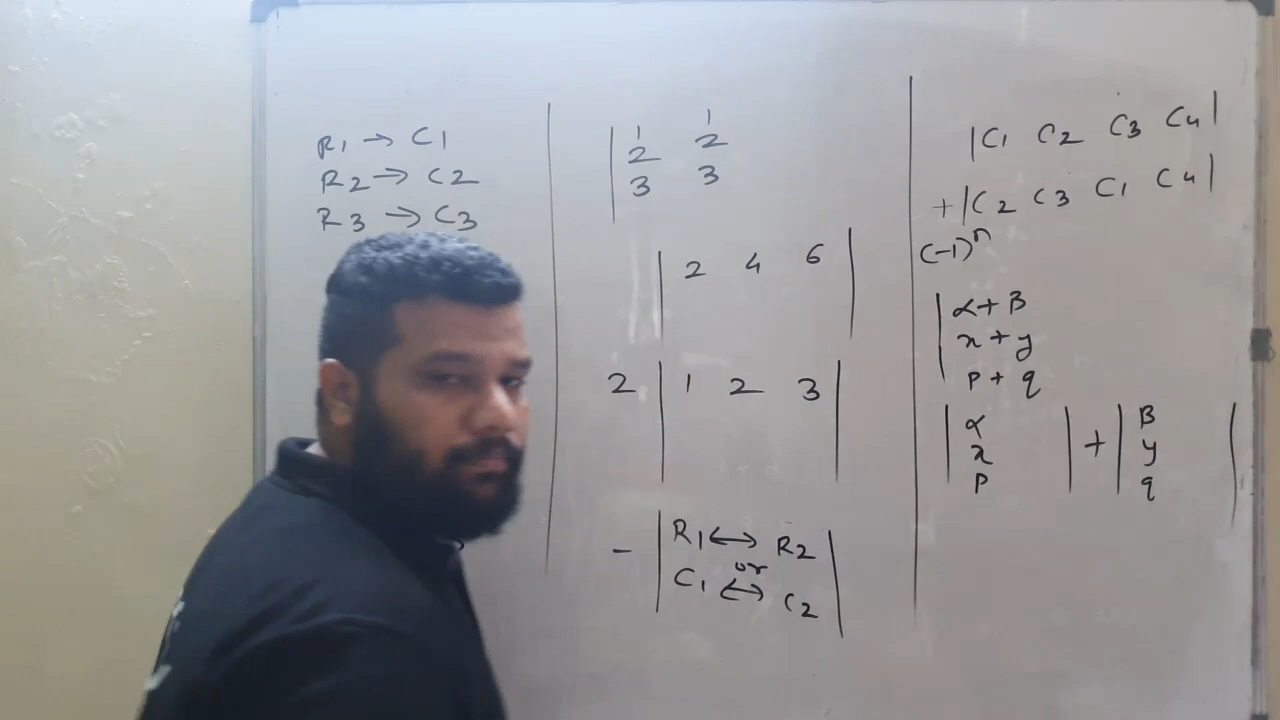 R1 → C1
R2 → C2
R3 → C3
| 1 1
2 2
3 3
| 2 4 6 |
2 | 1 2 3 |
- | R1 ↔ R2 |
or
C1 ↔ C2
|C1 C2 C3 C4|
+|C2 C3 C1 C4|
(-1)^n
| α+β
x+y
p+q
| α | + | β |
x y
p q